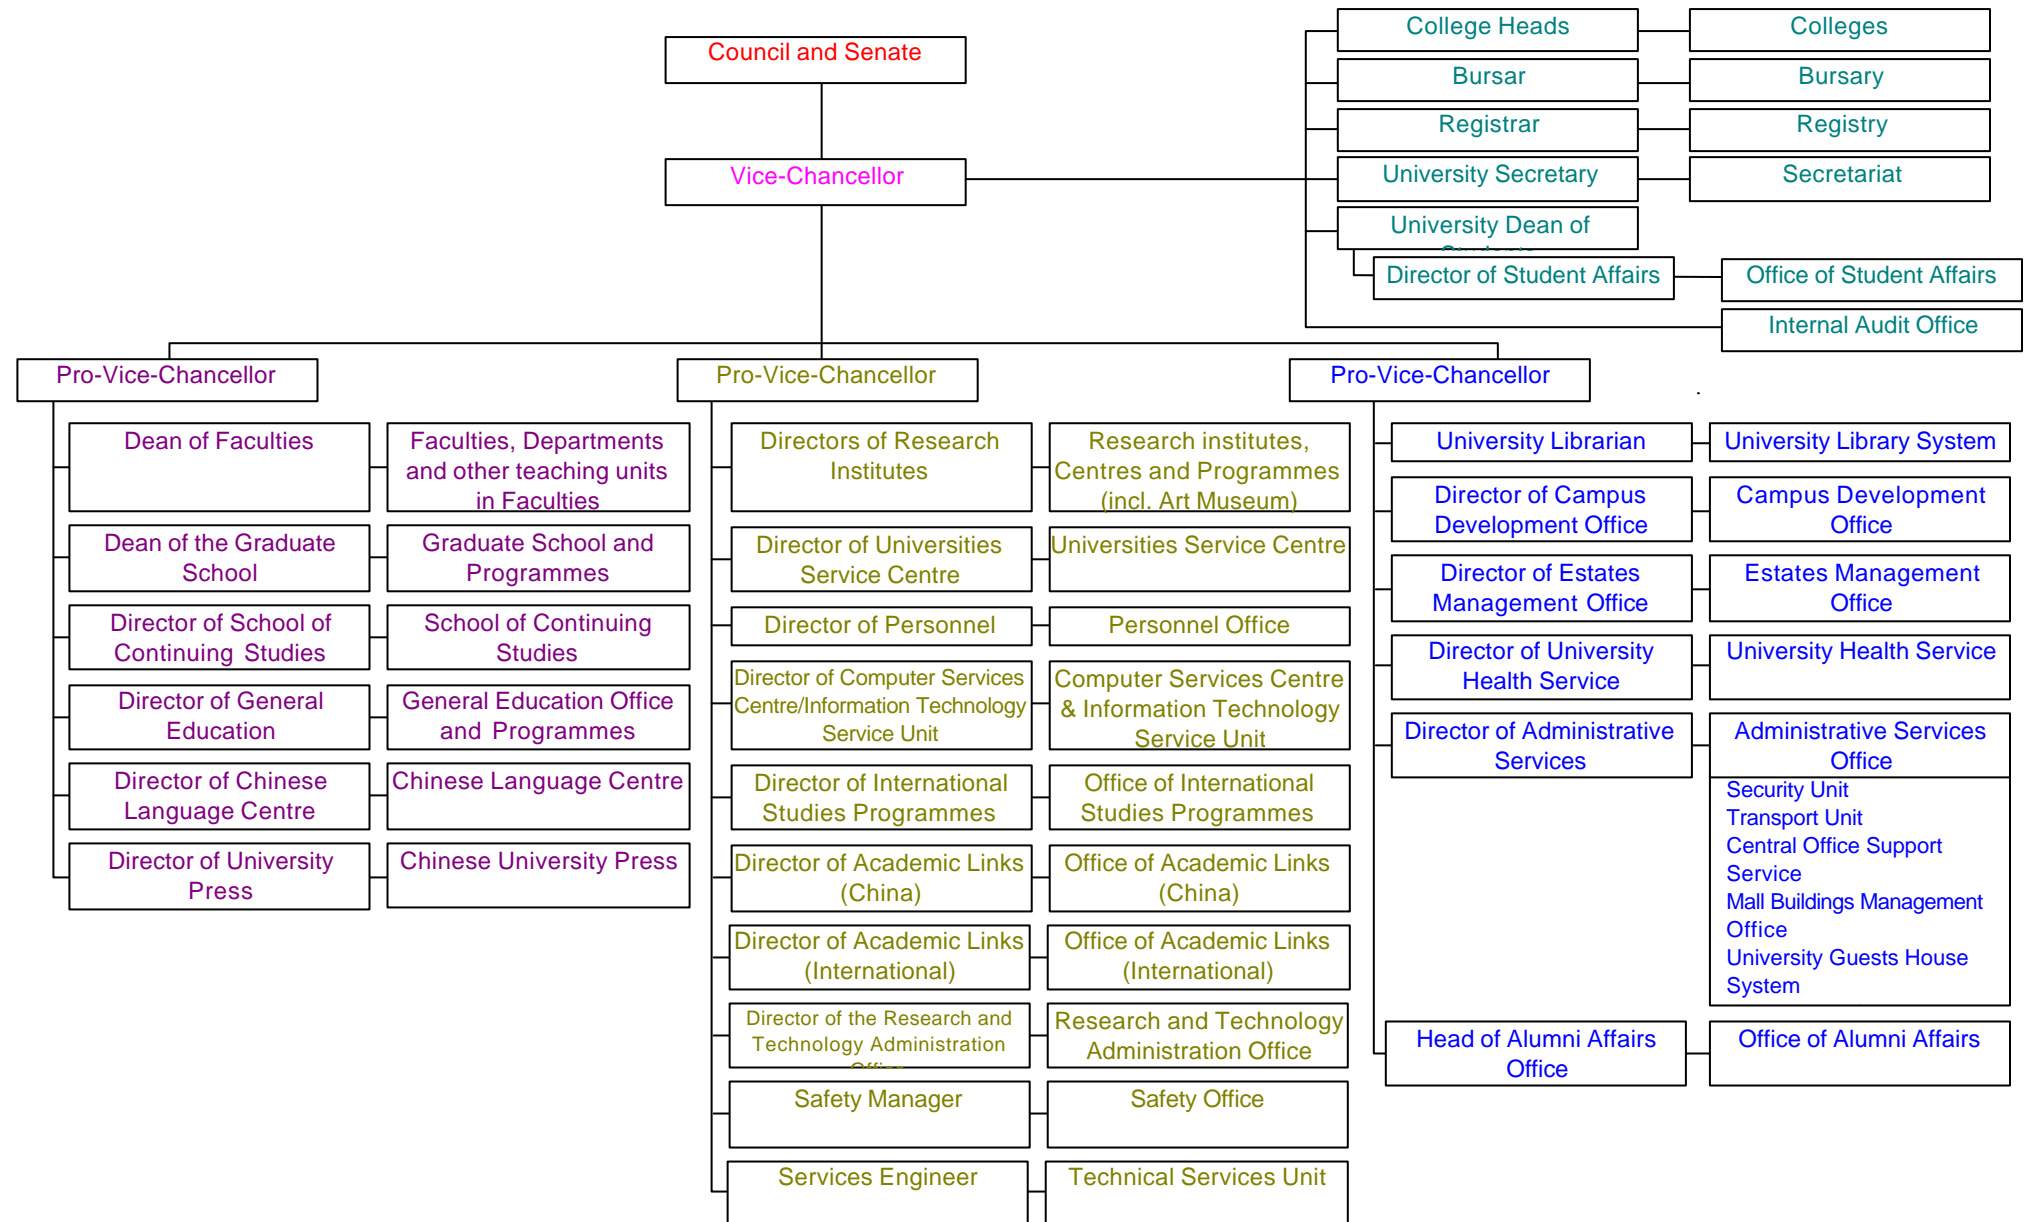 Council and Senate
Vice-Chancellor
College Heads
Colleges
Bursar
Bursary
Registrar
Registry
University Secretary
Secretariat
University Dean of
Director of Student Affairs
Office of Student Affairs
Internal Audit Office
Pro-Vice-Chancellor
Dean of Faculties
Faculties, Departments
and other teaching units
in Faculties
Dean of the Graduate
School
Graduate School and
Programmes
Director of School of
Continuing Studies
School of Continuing
Studies
Director of General
Education
General Education Office
and Programmes
Director of Chinese
Language Centre
Chinese Language Centre
Director of University
Press
Chinese University Press
Pro-Vice-Chancellor
Directors of Research
Institutes
Research institutes,
Centres and Programmes
(incl. Art Museum)
Director of Universities
Service Centre
Universities Service Centre
Director of Personnel
Personnel Office
Director of Computer Services
Centre/Information Technology
Service Unit
Computer Services Centre
& Information Technology
Service Unit
Director of International
Studies Programmes
Office of International
Studies Programmes
Director of Academic Links
(China)
Office of Academic Links
(China)
Director of Academic Links
(International)
Office of Academic Links
(International)
Director of the Research and
Technology Administration
Research and Technology
Administration Office
Safety Manager
Safety Office
Services Engineer
Technical Services Unit
Pro-Vice-Chancellor
University Librarian
University Library System
Director of Campus
Development Office
Campus Development
Office
Director of Estates
Management Office
Estates Management
Office
Director of University
Health Service
University Health Service
Director of Administrative
Services
Administrative Services
Office
Security Unit
Transport Unit
Central Office Support
Service
Mall Buildings Management
Office
University Guests House
System
Head of Alumni Affairs
Office
Office of Alumni Affairs